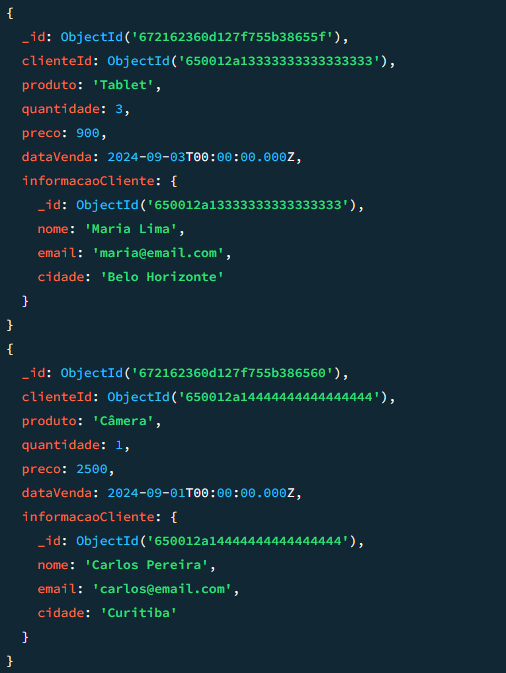 {
  _id: ObjectId('672162360d127f755b38655f'),
  clienteId: ObjectId('650012a13333333333333333'),
  produto: 'Tablet',
  quantidade: 3,
  preco: 900,
  dataVenda: 2024-09-03T00:00:00.000Z,
  informacaoCliente: {
    _id: ObjectId('650012a13333333333333333'),
    nome: 'Maria Lima',
    email: 'maria@email.com',
    cidade: 'Belo Horizonte'
  }
}
{
  _id: ObjectId('672162360d127f755b386560'),
  clienteId: ObjectId('650012a14444444444444444'),
  produto: 'Câmera',
  quantidade: 1,
  preco: 2500,
  dataVenda: 2024-09-01T00:00:00.000Z,
  informacaoCliente: {
    _id: ObjectId('650012a14444444444444444'),
    nome: 'Carlos Pereira',
    email: 'carlos@email.com',
    cidade: 'Curitiba'
  }
}